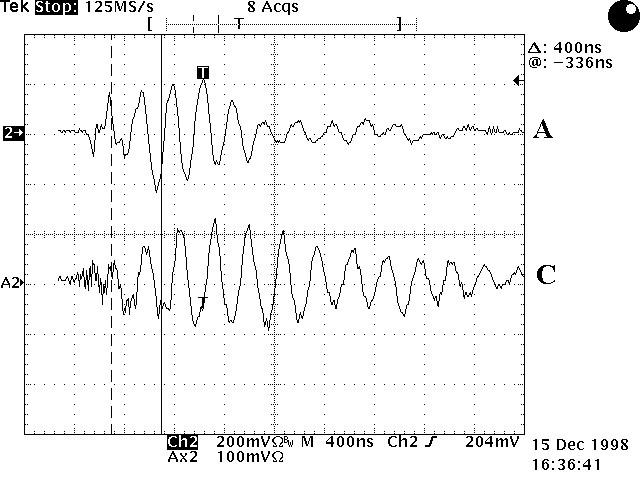 Tek Stop: 125MS/s 8 Acqs
[ T ]
Δ: 400ns
@: −336ns
T
2→ A
A2→ C
T
Ch2 200mVΩBW M 400ns Ch2 ʃ 204mV
Ax2 100mVΩ
15 Dec 1998
16:36:41